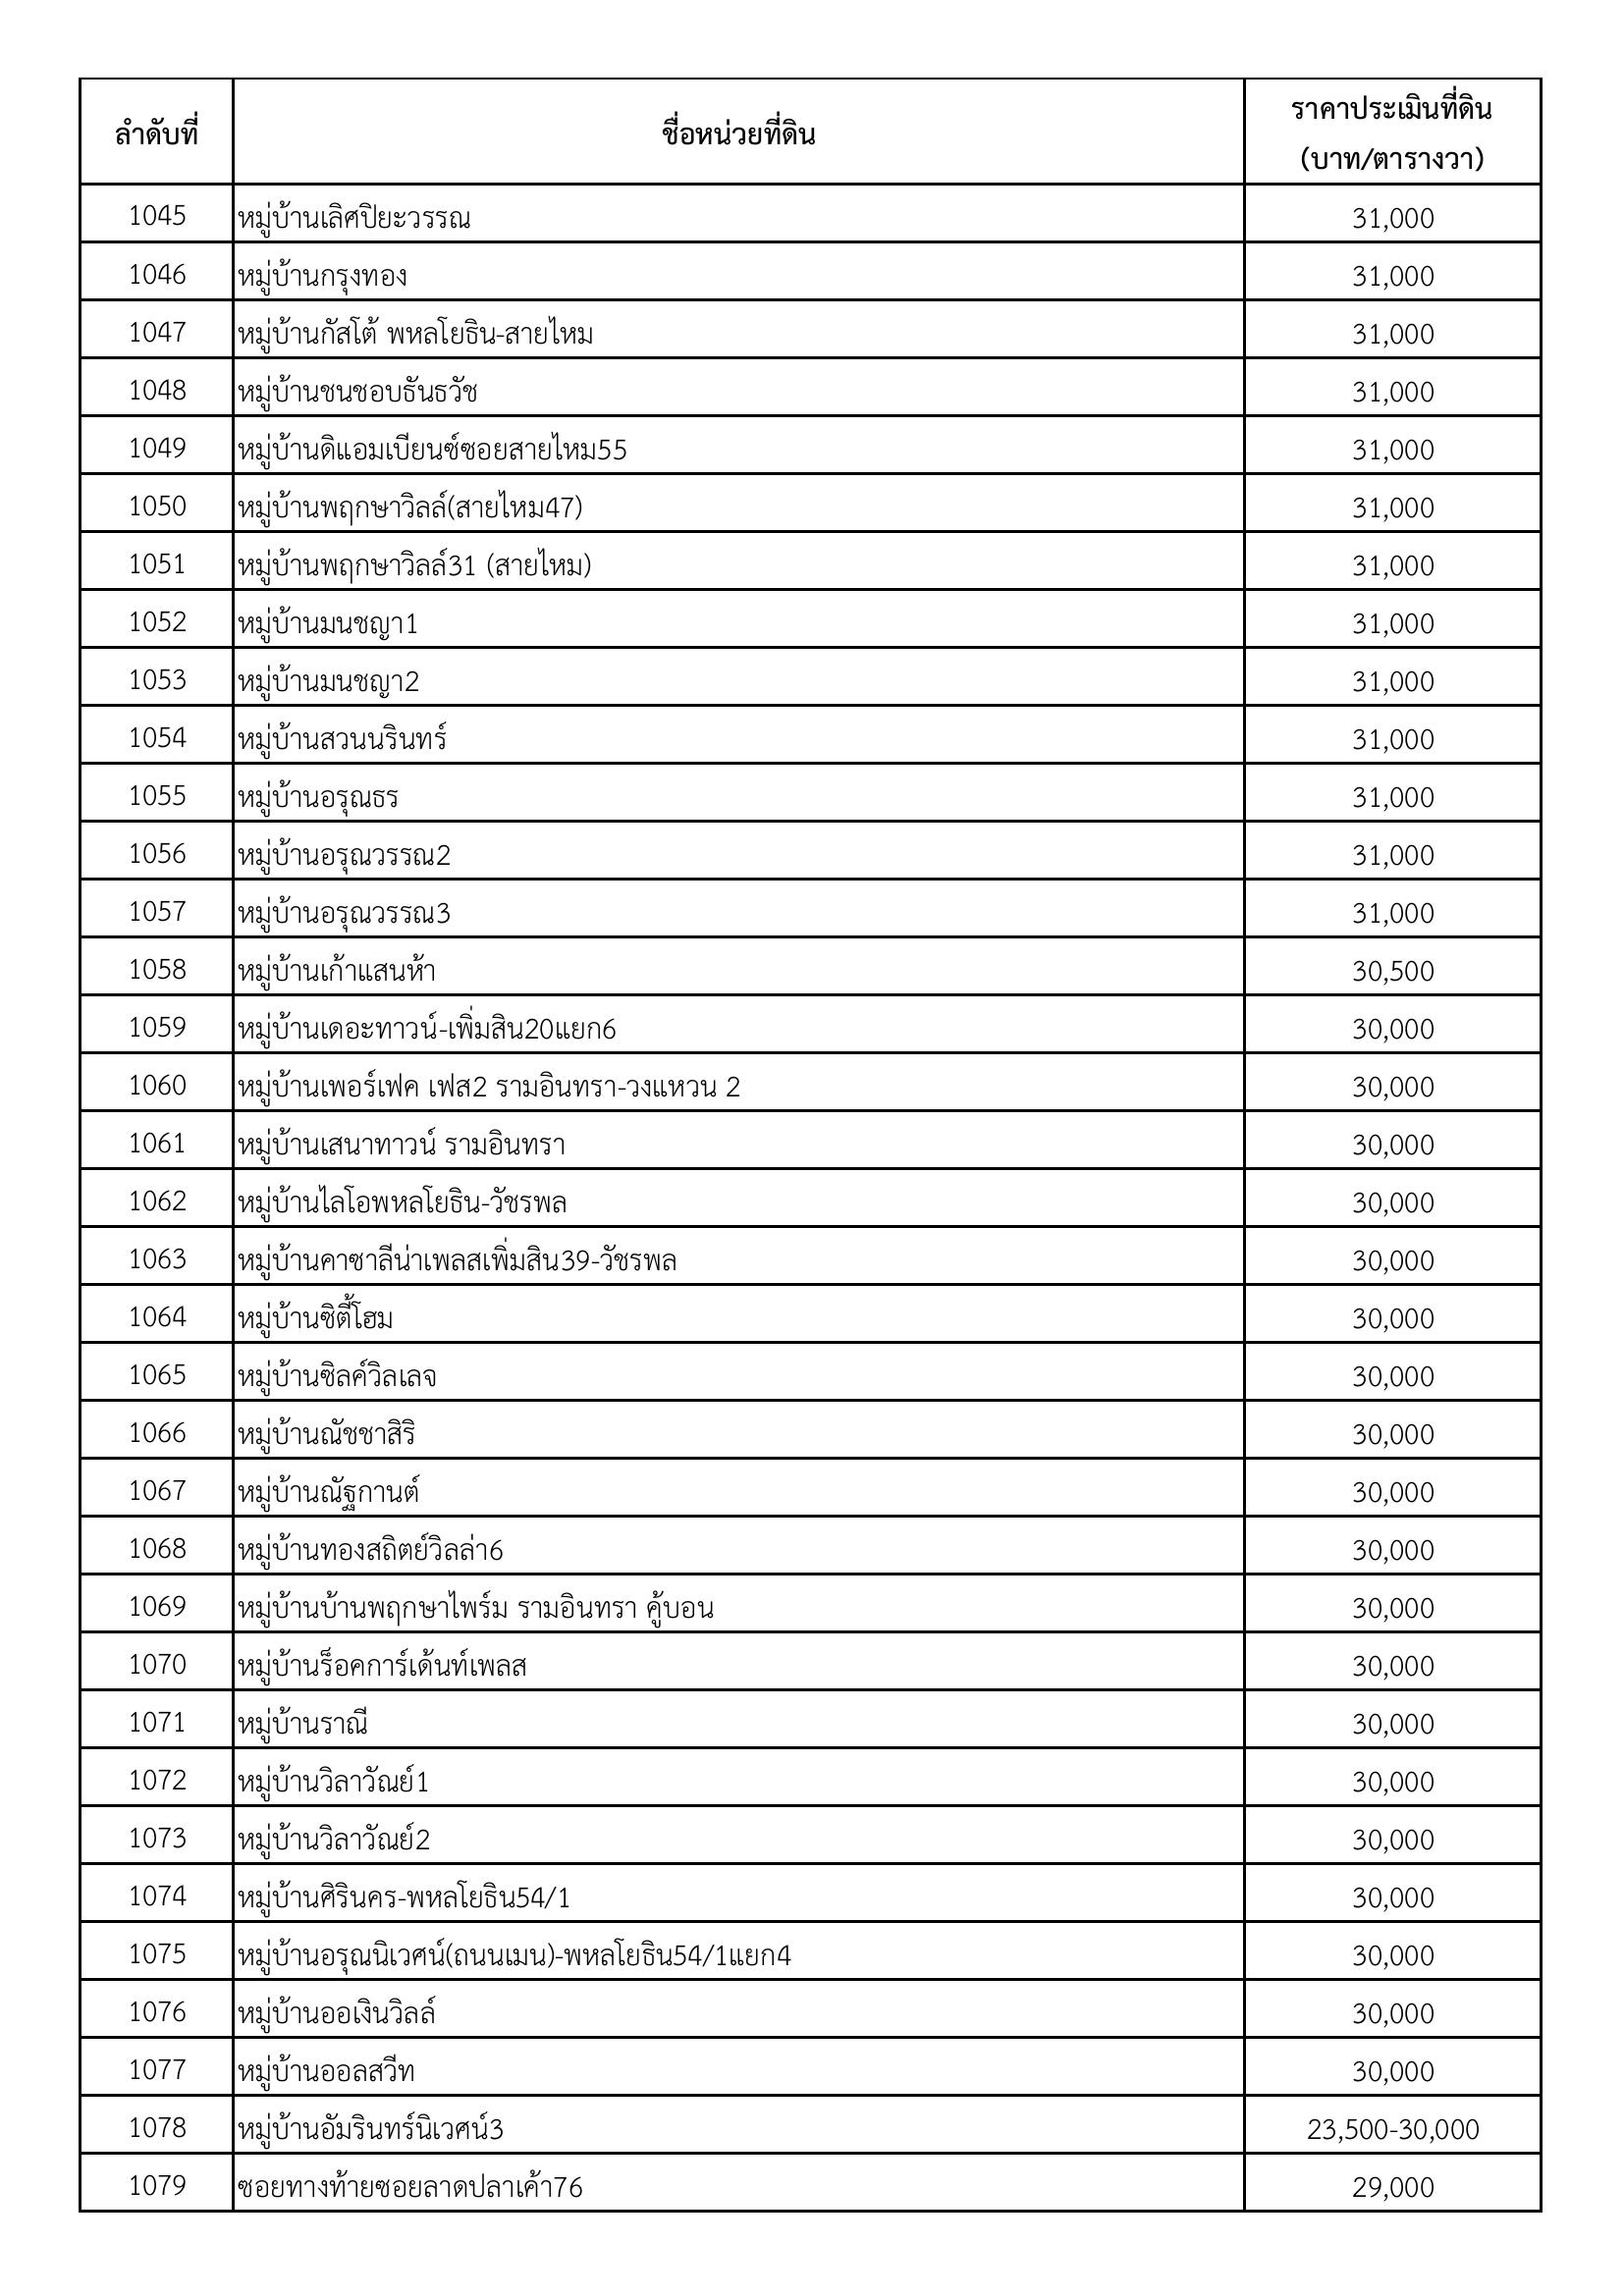 ลำดับที่ ชื่อหน่วยที่ดิน ราคาประเมินที่ดิน (บาท/ตารางวา)
1045 หมู่บ้านเลิศปิยะวรรณ 31,000
1046 หมู่บ้านกรุงทอง 31,000
1047 หมู่บ้านกัสโต้ พหลโยธิน-สายไหม 31,000
1048 หมู่บ้านชนชอบธันธวัช 31,000
1049 หมู่บ้านดิแอมเบียนซ์ซอยสายไหม55 31,000
1050 หมู่บ้านพฤกษาวิลล์(สายไหม47) 31,000
1051 หมู่บ้านพฤกษาวิลล์31 (สายไหม) 31,000
1052 หมู่บ้านมนชญา1 31,000
1053 หมู่บ้านมนชญา2 31,000
1054 หมู่บ้านสวนนรินทร์ 31,000
1055 หมู่บ้านอรุณธร 31,000
1056 หมู่บ้านอรุณวรรณ2 31,000
1057 หมู่บ้านอรุณวรรณ3 31,000
1058 หมู่บ้านเก้าแสนห้า 30,500
1059 หมู่บ้านเดอะทาวน์-เพิ่มสิน20แยก6 30,000
1060 หมู่บ้านเพอร์เฟค เฟส2 รามอินทรา-วงแหวน 2 30,000
1061 หมู่บ้านเสนาทาวน์ รามอินทรา 30,000
1062 หมู่บ้านไลโอพหลโยธิน-วัชรพล 30,000
1063 หมู่บ้านคาซาลีน่าเพลสเพิ่มสิน39-วัชรพล 30,000
1064 หมู่บ้านซิตี้โฮม 30,000
1065 หมู่บ้านซิลค์วิลเลจ 30,000
1066 หมู่บ้านณัชชาสิริ 30,000
1067 หมู่บ้านณัฐกานต์ 30,000
1068 หมู่บ้านทองสถิตย์วิลล่า6 30,000
1069 หมู่บ้านบ้านพฤกษาไพร์ม รามอินทรา คู้บอน 30,000
1070 หมู่บ้านร็อคการ์เด้นท์เพลส 30,000
1071 หมู่บ้านราณี 30,000
1072 หมู่บ้านวิลาวัณย์1 30,000
1073 หมู่บ้านวิลาวัณย์2 30,000
1074 หมู่บ้านศิรินคร-พหลโยธิน54/1 30,000
1075 หมู่บ้านอรุณนิเวศน์(ถนนเมน)-พหลโยธิน54/1แยก4 30,000
1076 หมู่บ้านออเงินวิลล์ 30,000
1077 หมู่บ้านออลสวีท 30,000
1078 หมู่บ้านอัมรินทร์นิเวศน์3 23,500-30,000
1079 ซอยทางท้ายซอยลาดปลาเค้า76 29,000